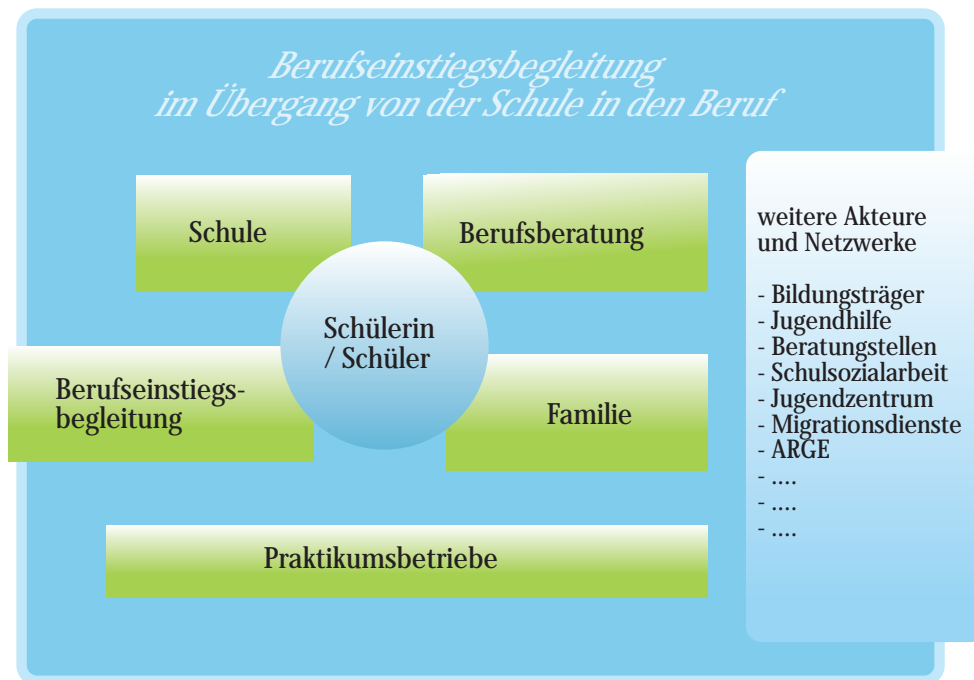 Berufseinstiegsbegleitung
im Übergang von der Schule in den Beruf
Schule
Berufsberatung
Schülerin
/ Schüler
Berufseinstiegs-
begleitung
Familie
Praktikumsbetriebe
weitere Akteure
und Netzwerke
- Bildungsträger
- Jugendhilfe
- Beratungstellen
- Schulsozialarbeit
- Jugendzentrum
- Migrationsdienste
- ARGE
- ....
- ....
- ....